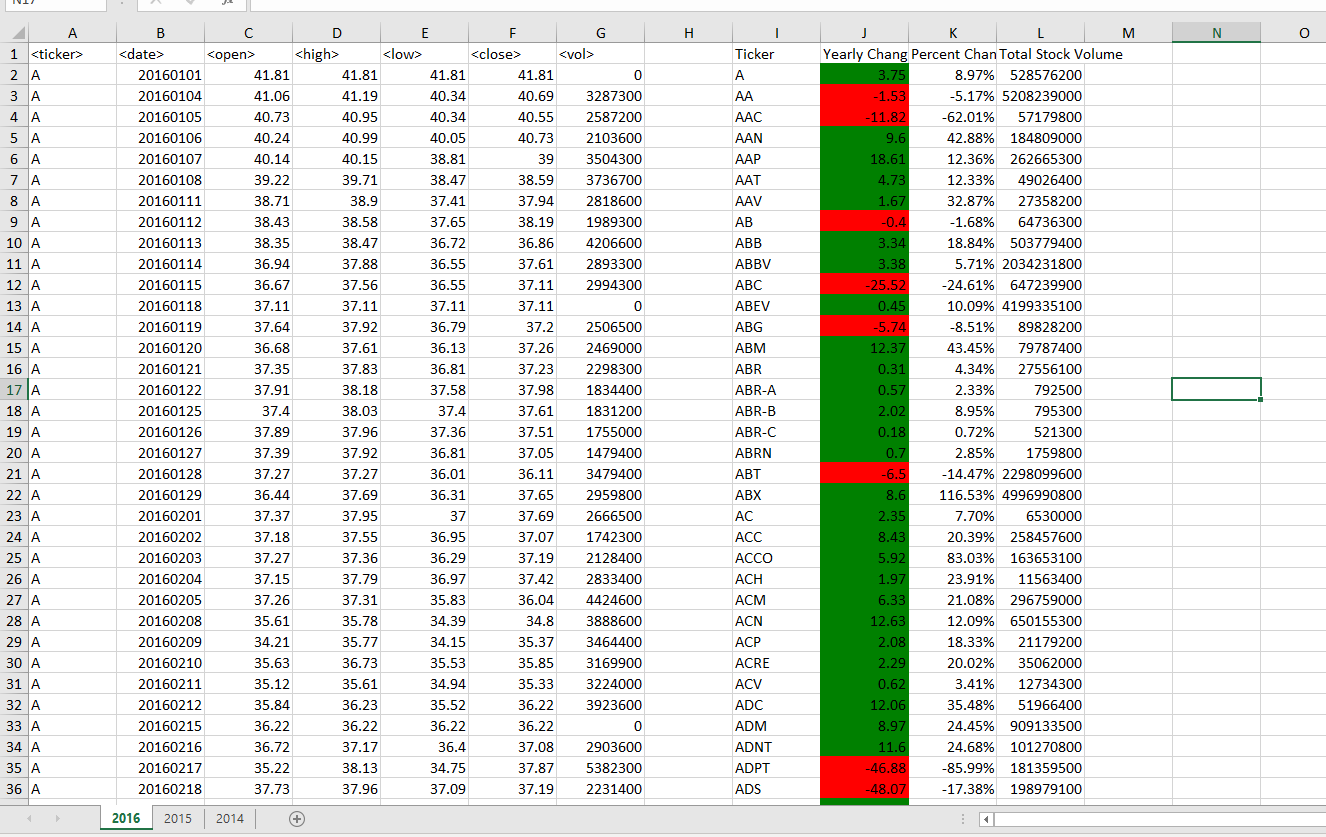 N17
fx
A B C D E F G H I J K L M N O
1 <ticker> <date> <open> <high> <low> <close> <vol> Ticker Yearly Chang Percent Chan Total Stock Volume
2 A 20160101 41.81 41.81 41.81 41.81 0 A 3.75 8.97% 528576200
3 A 20160104 41.06 41.19 40.34 40.69 3287300 AA -1.53 -5.17% 5208239000
4 A 20160105 40.73 40.95 40.34 40.55 2587200 AAC -11.82 -62.01% 57179800
5 A 20160106 40.24 40.99 40.05 40.73 2103600 AAN 9.6 42.88% 184809000
6 A 20160107 40.14 40.15 38.81 39 3504300 AAP 18.61 12.36% 262665300
7 A 20160108 39.22 39.71 38.47 38.59 3736700 AAT 4.73 12.33% 49026400
8 A 20160111 38.71 38.9 37.41 37.94 2818600 AAV 1.67 32.87% 27358200
9 A 20160112 38.43 38.58 37.65 38.19 1989300 AB -0.4 -1.68% 64736300
10 A 20160113 38.35 38.47 36.72 36.86 4206600 ABB 3.34 18.84% 503779400
11 A 20160114 36.94 37.88 36.55 37.61 2893300 ABBV 3.38 5.71% 2034231800
12 A 20160115 36.67 37.56 36.55 37.11 2994300 ABC -25.52 -24.61% 647239900
13 A 20160118 37.11 37.11 37.11 37.11 0 ABEV 0.45 10.09% 4199335100
14 A 20160119 37.64 37.92 36.79 37.2 2506500 ABG -5.74 -8.51% 89828200
15 A 20160120 36.68 37.61 36.13 37.26 2469000 ABM 12.37 43.45% 79787400
16 A 20160121 37.35 37.83 36.81 37.23 2298300 ABR 0.31 4.34% 27556100
17 A 20160122 37.91 38.18 37.58 37.98 1834400 ABR-A 0.57 2.33% 792500
18 A 20160125 37.4 38.03 37.4 37.61 1831200 ABR-B 2.02 8.95% 795300
19 A 20160126 37.89 37.96 37.36 37.51 1755000 ABR-C 0.18 0.72% 521300
20 A 20160127 37.39 37.92 36.81 37.05 1479400 ABRN 0.7 2.85% 1759800
21 A 20160128 37.27 37.27 36.01 36.11 3479400 ABT -6.5 -14.47% 2298099600
22 A 20160129 36.44 37.69 36.31 37.65 2959800 ABX 8.6 116.53% 4996990800
23 A 20160201 37.37 37.95 37 37.69 2666500 AC 2.35 7.70% 6530000
24 A 20160202 37.18 37.55 36.95 37.07 1742300 ACC 8.43 20.39% 258457600
25 A 20160203 37.27 37.36 36.29 37.19 2128400 ACCO 5.92 83.03% 163653100
26 A 20160204 37.15 37.79 36.97 37.42 2833400 ACH 1.97 23.91% 11563400
27 A 20160205 37.26 37.31 35.83 36.04 4424600 ACM 6.33 21.08% 296759000
28 A 20160208 35.61 35.78 34.39 34.8 3888600 ACN 12.63 12.09% 650155300
29 A 20160209 34.21 35.77 34.15 35.37 3464400 ACP 2.08 18.33% 21179200
30 A 20160210 35.63 36.73 35.53 35.85 3169900 ACRE 2.29 20.02% 35062000
31 A 20160211 35.12 35.61 34.94 35.33 3224000 ACV 0.62 3.41% 12734300
32 A 20160212 35.84 36.23 35.52 36.22 3923600 ADC 12.06 35.48% 51966400
33 A 20160215 36.22 36.22 36.22 36.22 0 ADM 8.97 24.45% 909133500
34 A 20160216 36.72 37.17 36.4 37.08 2903600 ADNT 11.6 24.68% 101270800
35 A 20160217 35.22 38.13 34.75 37.87 5382300 ADPT -46.88 -85.99% 181359500
36 A 20160218 37.73 37.96 37.09 37.19 2231400 ADS -48.07 -17.38% 198979100
2016 2015 2014